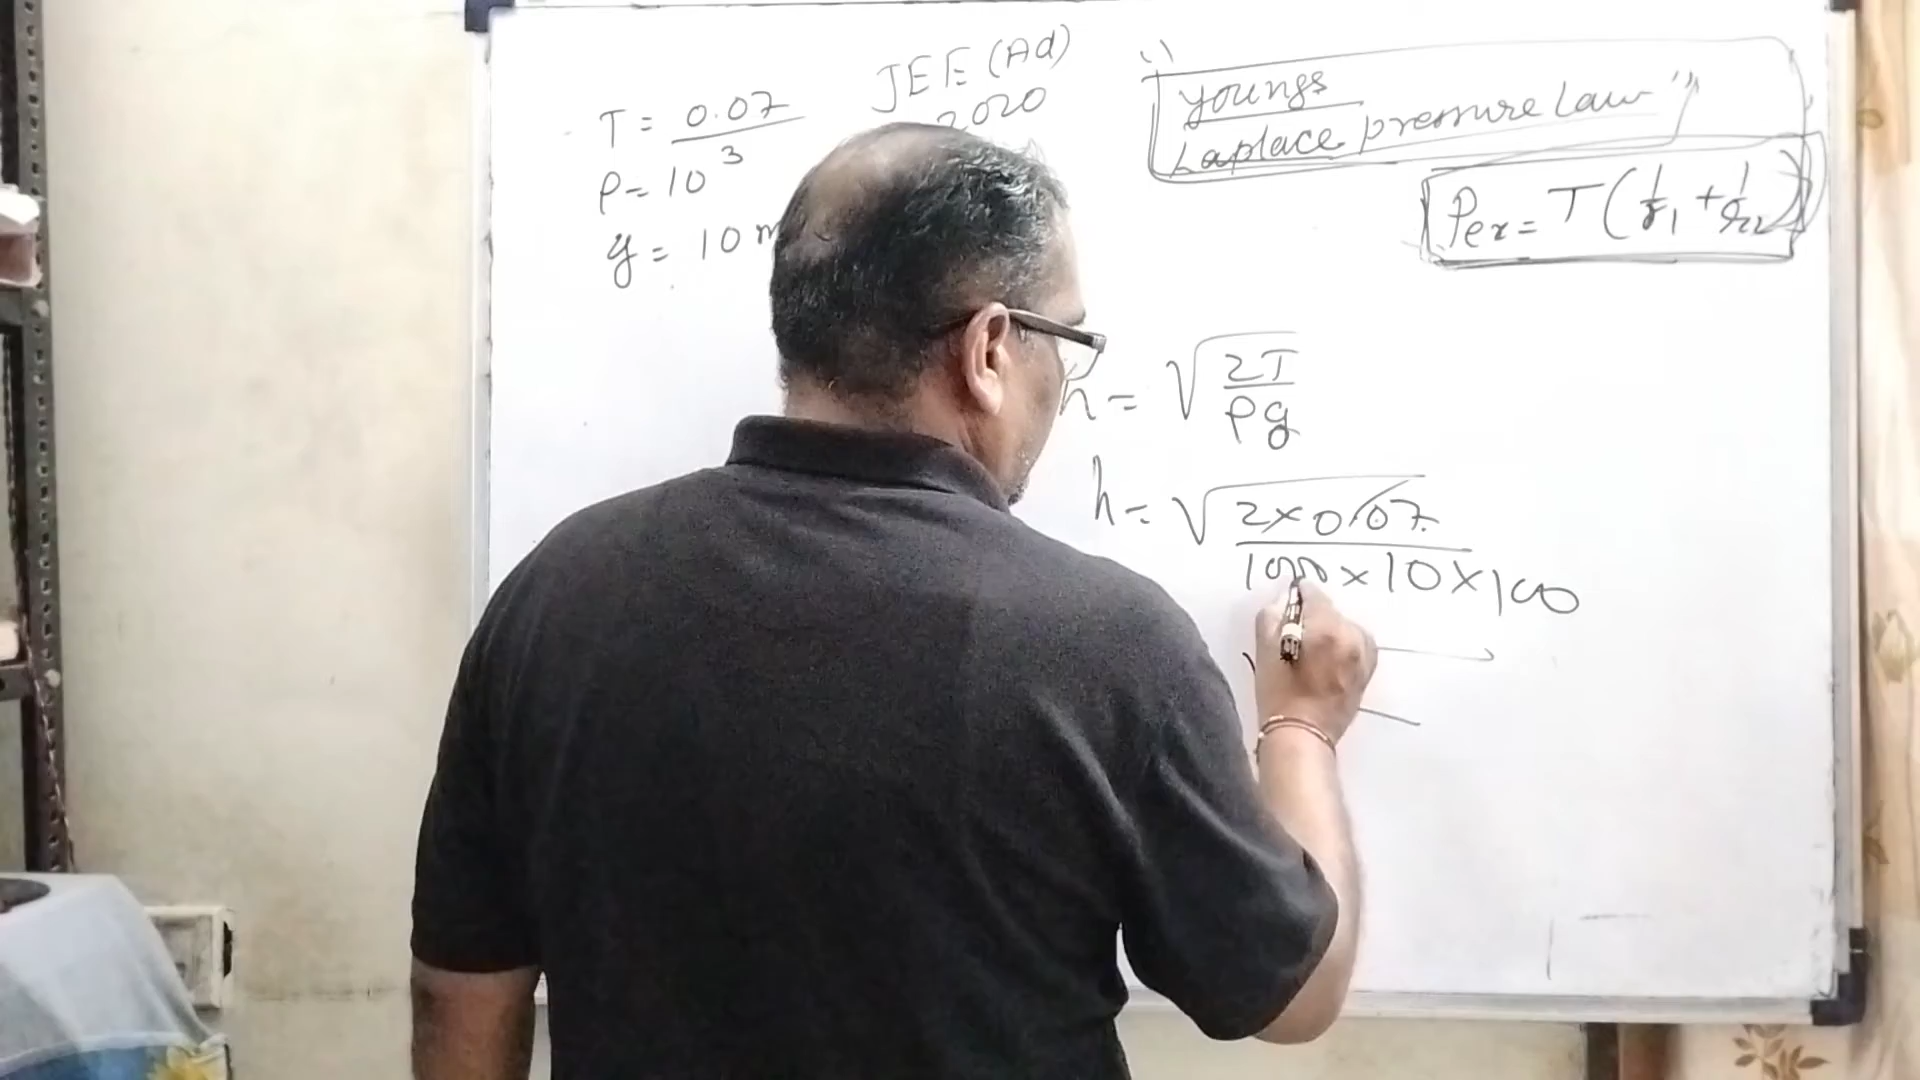 T = 0.07
ρ = 10³
g = 10 m
JEE (Ad)
2020
1)
youngs
Laplace pressure Law "
Pex = T(1/r1 + 1/r2)
h = √(2T/ρg)
h = √(2×0.07/1000×10×100)